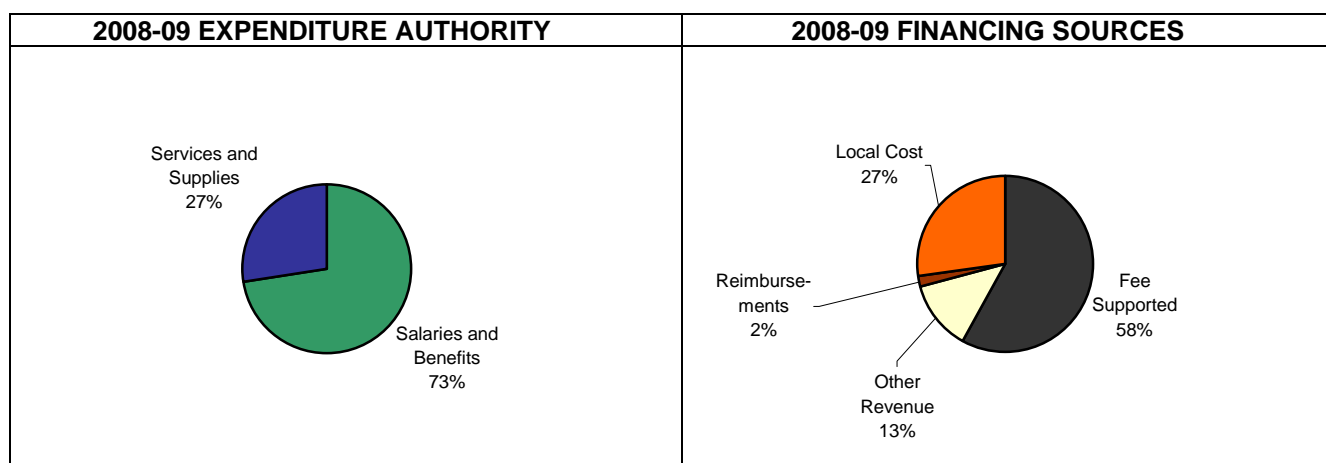 2008-09 EXPENDITURE AUTHORITY
Services and
Supplies
27%
Salaries and
Benefits
73%
2008-09 FINANCING SOURCES
Local Cost
27%
Reimburse-
ments
2%
Fee
Supported
58%
Other
Revenue
13%